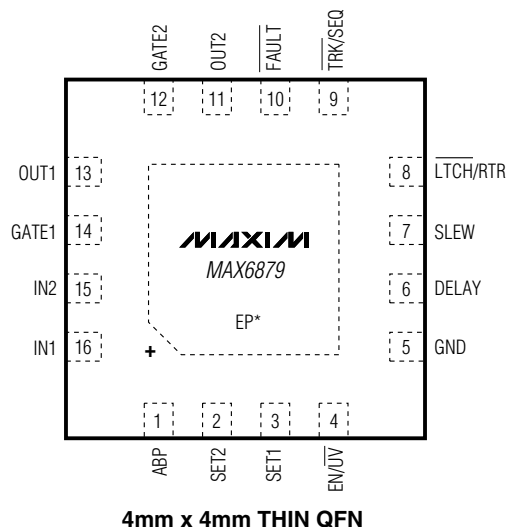 GATE2
OUT2
FAULT
TRK/SEQ
12
11
10
9
OUT1 13
GATE1 14
IN2 15
IN1 16
MAXIM
MAX6879
EP*
+
8 LTCH/RTR
7 SLEW
6 DELAY
5 GND
1
2
3
4
ABP
SET2
SET1
EN/UV
4mm x 4mm THIN QFN